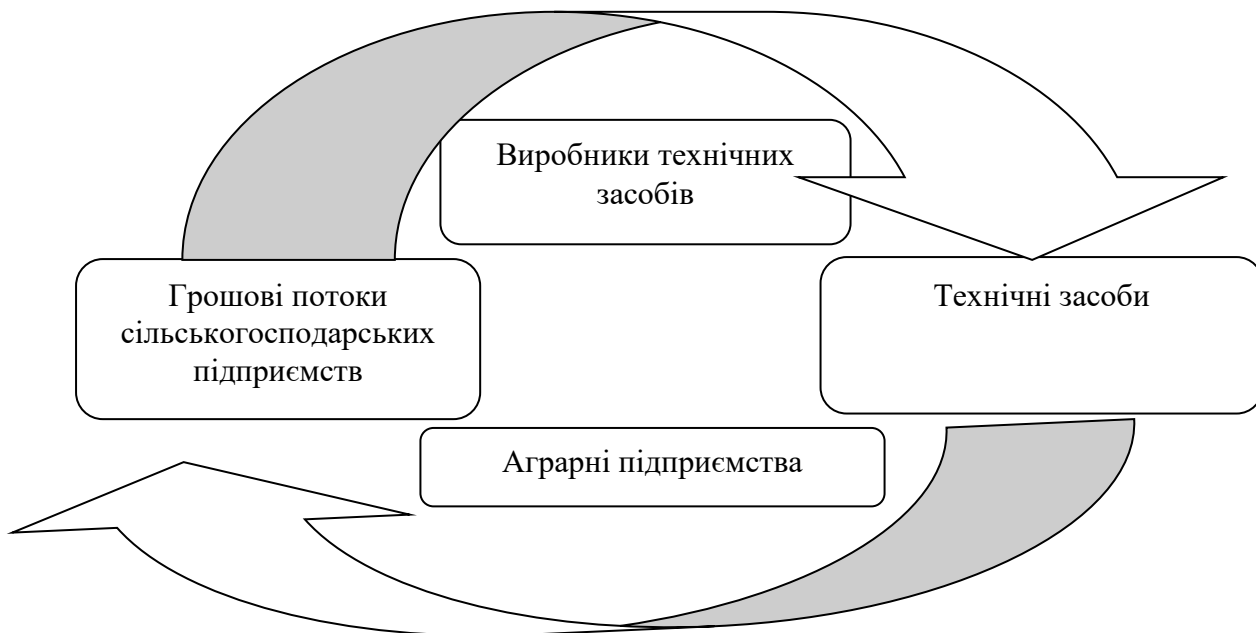 Виробники технічних
засобів
Грошові потоки
сільськогосподарських
підприємств
Технічні засоби
Аграрні підприємства